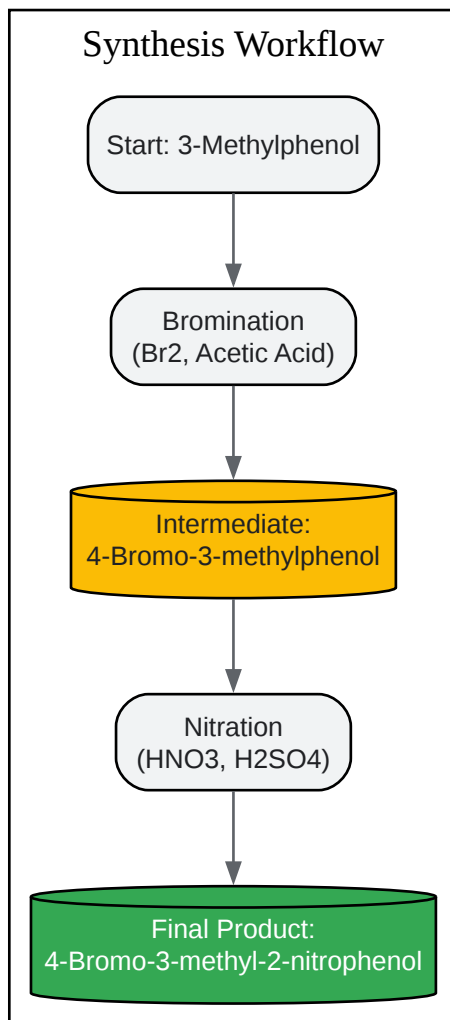 Synthesis Workflow
Start: 3-Methylphenol
Bromination
(Br2, Acetic Acid)
Intermediate:
4-Bromo-3-methylphenol
Nitration
(HNO3, H2SO4)
Final Product:
4-Bromo-3-methyl-2-nitrophenol